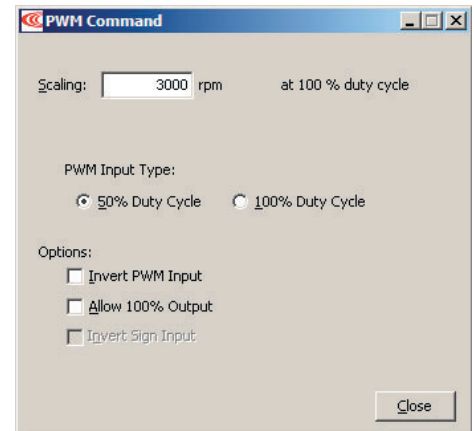 PWM Command
Scaling: 3000 rpm at 100 % duty cycle
PWM Input Type:
50% Duty Cycle 100% Duty Cycle
Options:
Invert PWM Input
Allow 100% Output
Invert Sign Input
Close